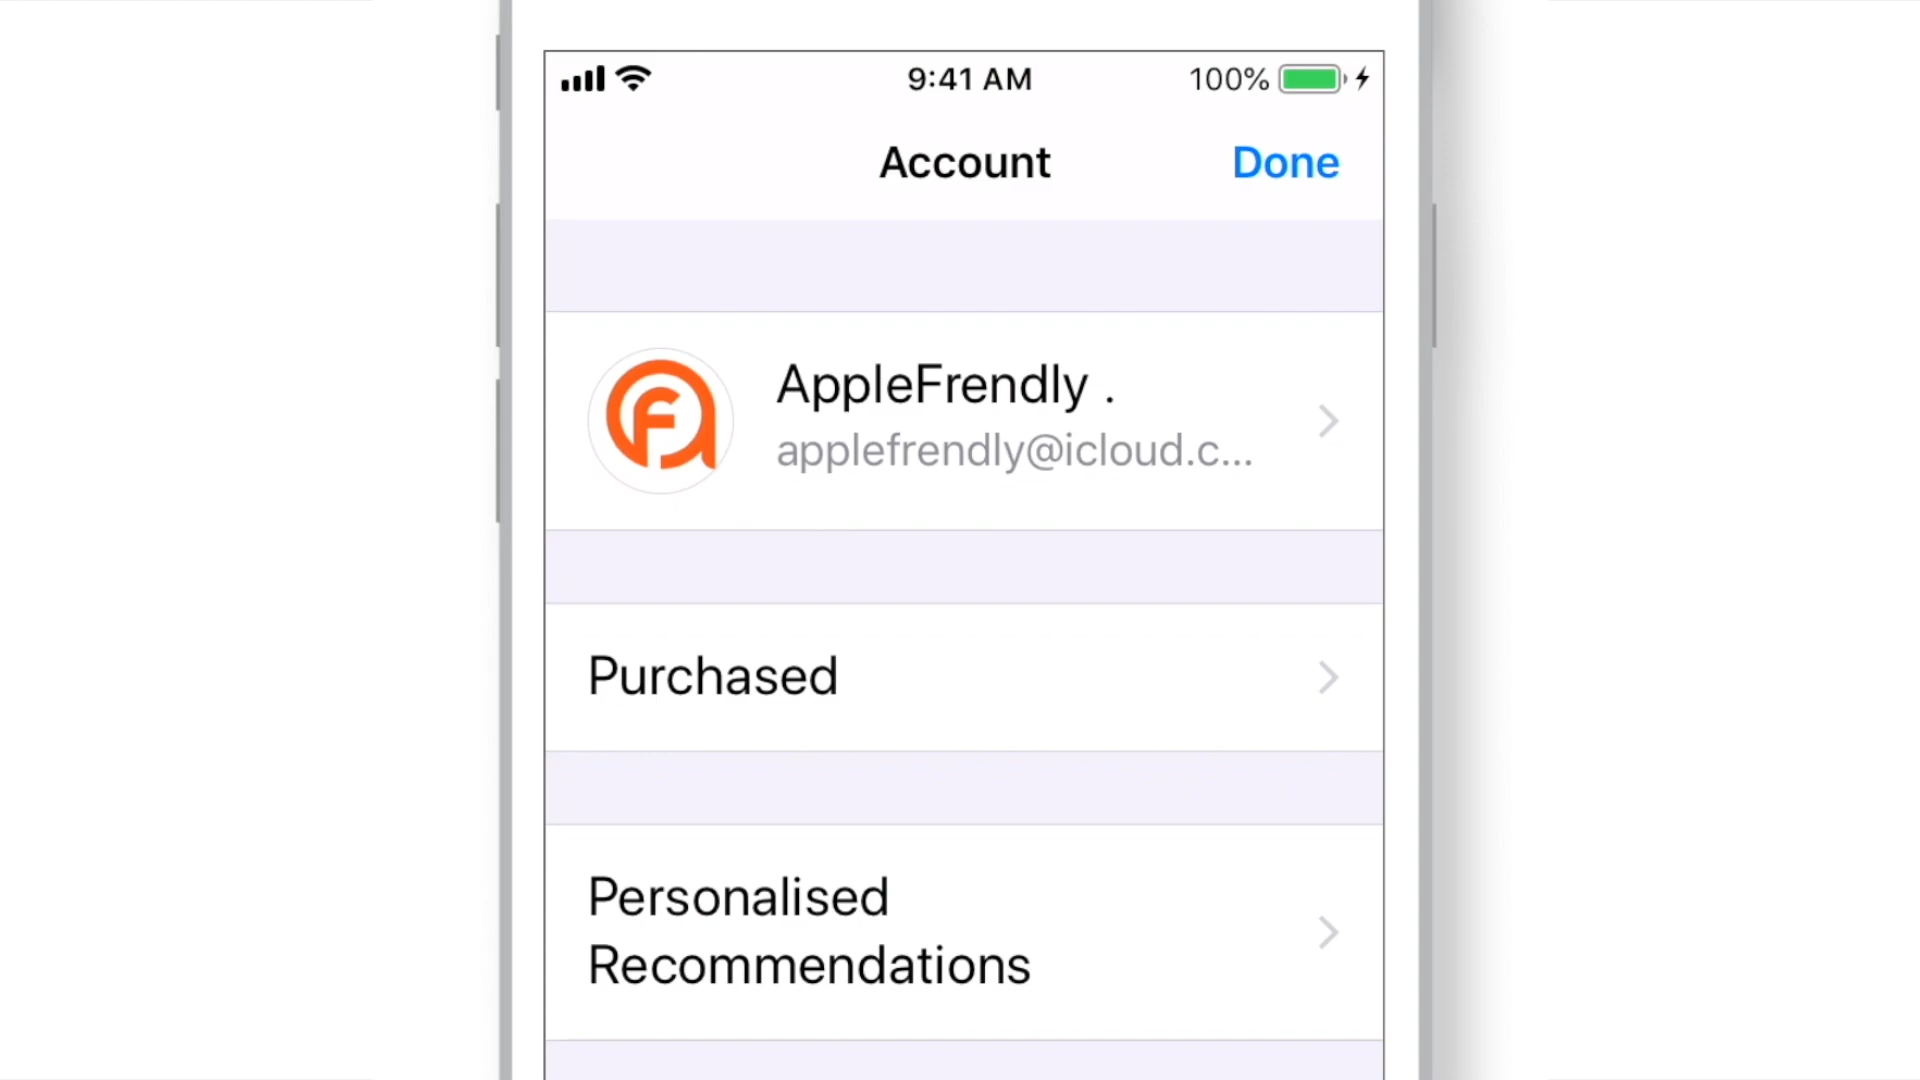 9:41 AM
100%
Account
Done
AppleFrendly .
applefrendly@icloud.c...
Purchased
Personalised
Recommendations